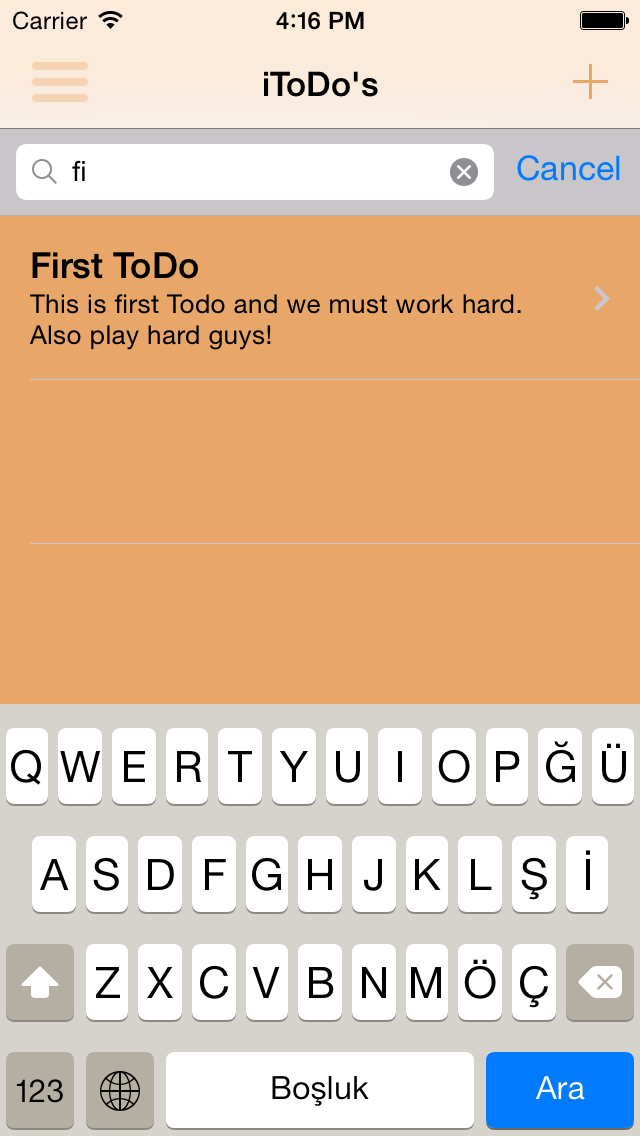 Carrier 4:16 PM
iToDo's
fi Cancel
First ToDo
This is first Todo and we must work hard.
Also play hard guys!
Q W E R T Y U I O P Ğ Ü
A S D F G H J K L Ş İ
Z X C V B N M Ö Ç
123 Boşluk Ara